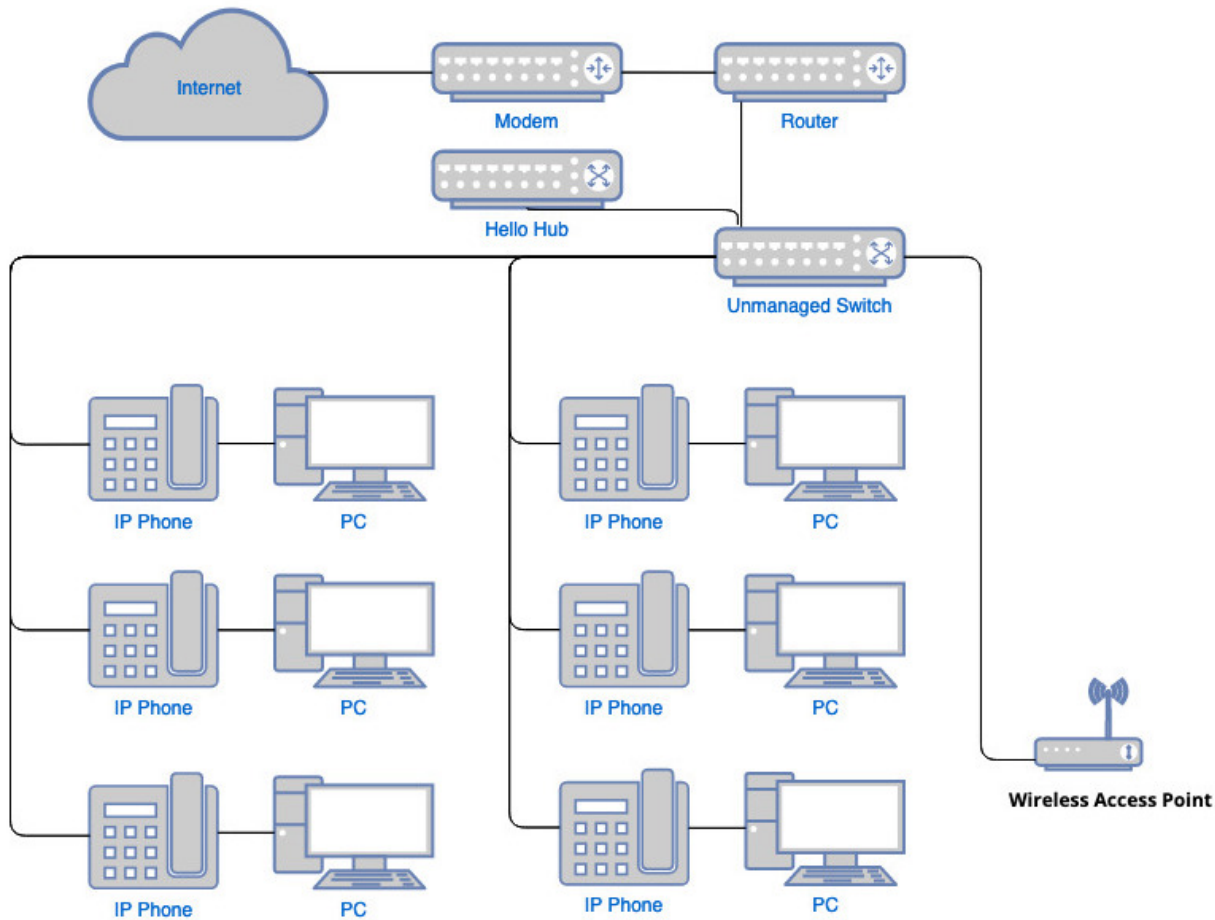 Internet
Modem
Router
Hello Hub
Unmanaged Switch
IP Phone
PC
IP Phone
PC
IP Phone
PC
IP Phone
PC
Wireless Access Point
IP Phone
PC
IP Phone
PC